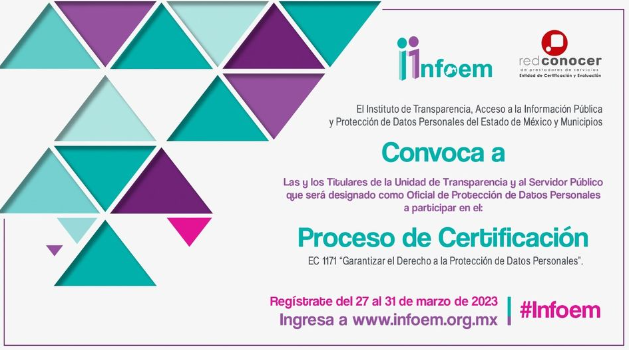 infoem
redconocer
de prestadores de servicios
Entidad de Certificación y Evaluación
El Instituto de Transparencia, Acceso a la Información Pública
y Protección de Datos Personales del Estado de México y Municipios
Convoca a
Las y los Titulares de la Unidad de Transparencia y al Servidor Público
que será designado como Oficial de Protección de Datos Personales
a participar en el:
Proceso de Certificación
EC 1171 “Garantizar el Derecho a la Protección de Datos Personales”.
Regístrate del 27 al 31 de marzo de 2023
Ingresa a www.infoem.org.mx
#Infoem